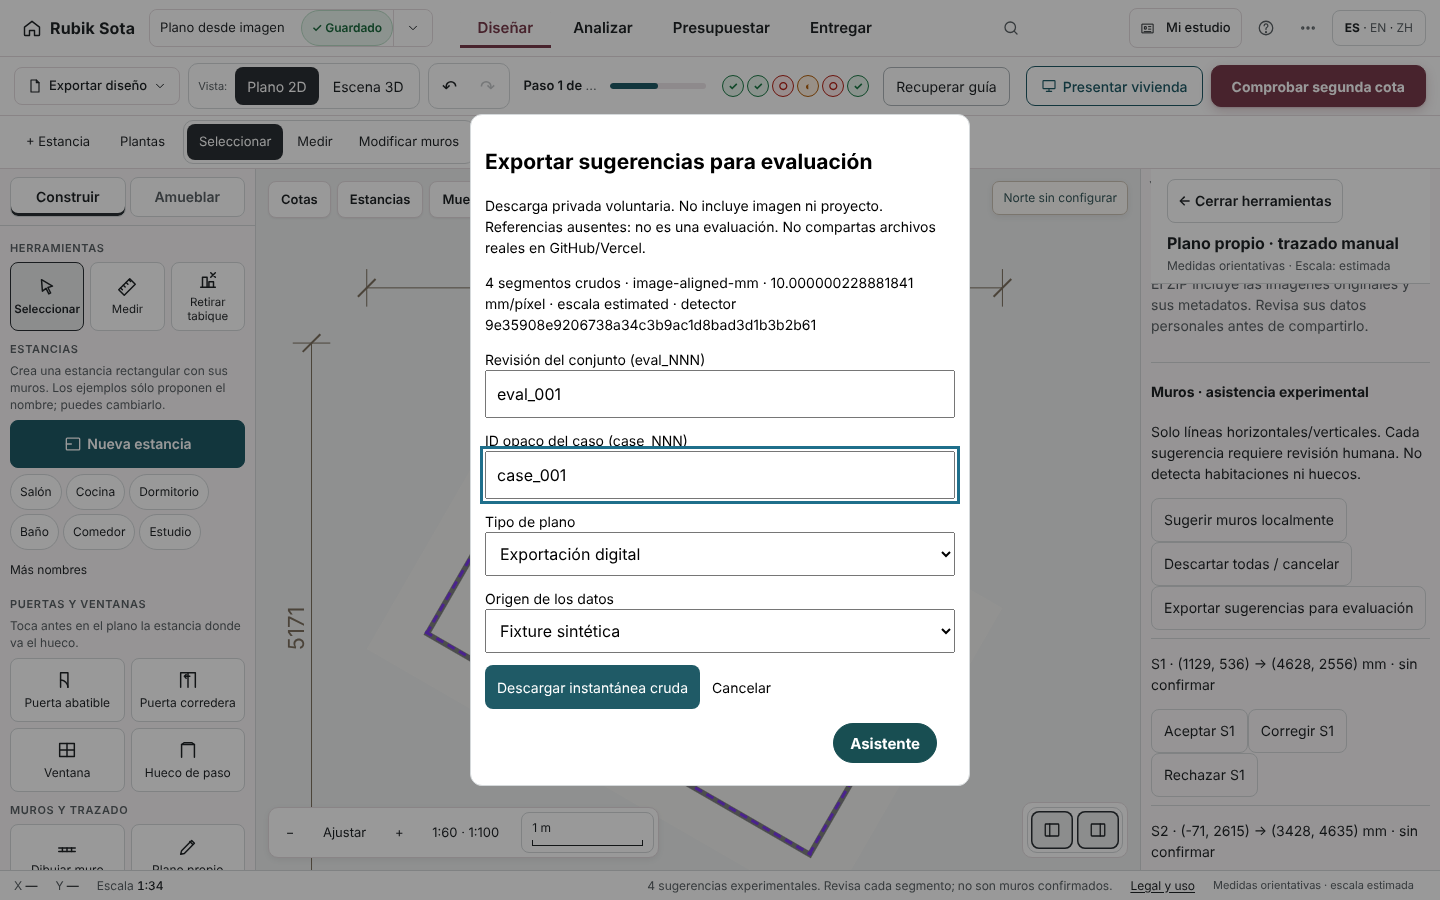 Rubik Sota
Plano desde imagen
✓ Guardado
Diseñar
Analizar
Presupuestar
Entregar
Mi estudio
ES · EN · ZH
Exportar diseño
Vista:
Plano 2D
Escena 3D
Paso 1 de ...
Recuperar guía
Presentar vivienda
Comprobar segunda cota
+ Estancia
Plantas
Seleccionar
Medir
Modificar muros
Construir
Amueblar
HERRAMIENTAS
Seleccionar
Medir
Retirar
tabique
ESTANCIAS
Crea una estancia rectangular con sus
muros. Los ejemplos sólo proponen el
nombre; puedes cambiarlo.
Nueva estancia
Salón
Cocina
Dormitorio
Baño
Comedor
Estudio
Más nombres
PUERTAS Y VENTANAS
Toca antes en el plano la estancia donde
va el hueco.
Puerta abatible
Puerta corredera
Ventana
Hueco de paso
MUROS Y TRAZADO
Dibujar muro
Plano propio
Cotas
Estancias
Mue
Norte sin configurar
5171
Exportar sugerencias para evaluación
Descarga privada voluntaria. No incluye imagen ni proyecto.
Referencias ausentes: no es una evaluación. No compartas archivos
reales en GitHub/Vercel.
4 segmentos crudos · image-aligned-mm · 10.000000228881841
mm/píxel · escala estimated · detector
9e35908e9206738a34c3b9ac1d8bad3d1b3b2b61
Revisión del conjunto (eval_NNN)
eval_001
ID opaco del caso (case_NNN)
case_001
Tipo de plano
Exportación digital
Origen de los datos
Fixture sintética
Descargar instantánea cruda
Cancelar
Asistente
− Ajustar + 1:60 · 1:100
1 m
← Cerrar herramientas
Plano propio · trazado manual
Medidas orientativas · Escala: estimada
El ZIP incluye las imágenes originales y
sus metadatos. Revisa sus datos
personales antes de compartirlo.
Muros · asistencia experimental
Solo líneas horizontales/verticales. Cada
sugerencia requiere revisión humana. No
detecta habitaciones ni huecos.
Sugerir muros localmente
Descartar todas / cancelar
Exportar sugerencias para evaluación
S1 · (1129, 536) → (4628, 2556) mm · sin
confirmar
Aceptar S1
Corregir S1
Rechazar S1
S2 · (-71, 2615) → (3428, 4635) mm · sin
confirmar
X — Y — Escala 1:34
4 sugerencias experimentales. Revisa cada segmento; no son muros confirmados.
Legal y uso
Medidas orientativas · escala estimada